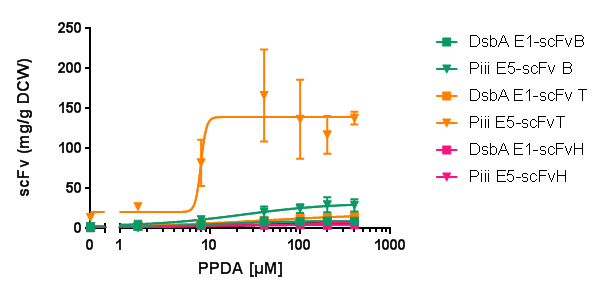 250
200
150
100
50
0
scFv (mg/g DCW)
0 1 10 100 1000
PPDA [µM]
DsbA E1-scFvB
Piii E5-scFv B
DsbA E1-scFv T
Piii E5-scFvT
DsbA E1-scFvH
Piii E5-scFvH